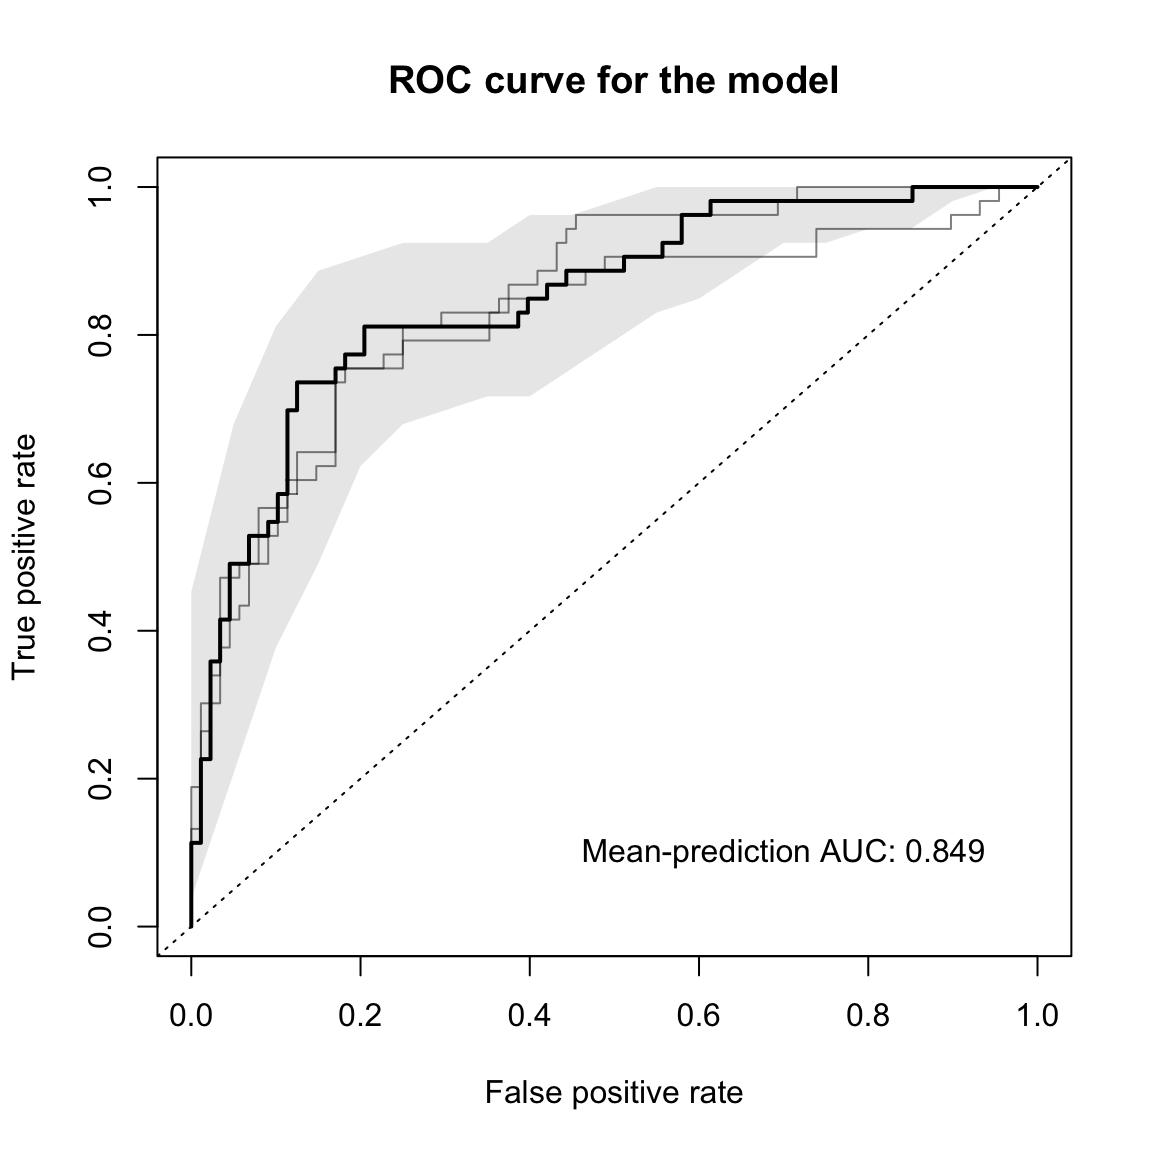 ROC curve for the model
True positive rate
1.0
0.8
0.6
0.4
0.2
0.0
Mean-prediction AUC: 0.849
0.0 0.2 0.4 0.6 0.8 1.0
False positive rate